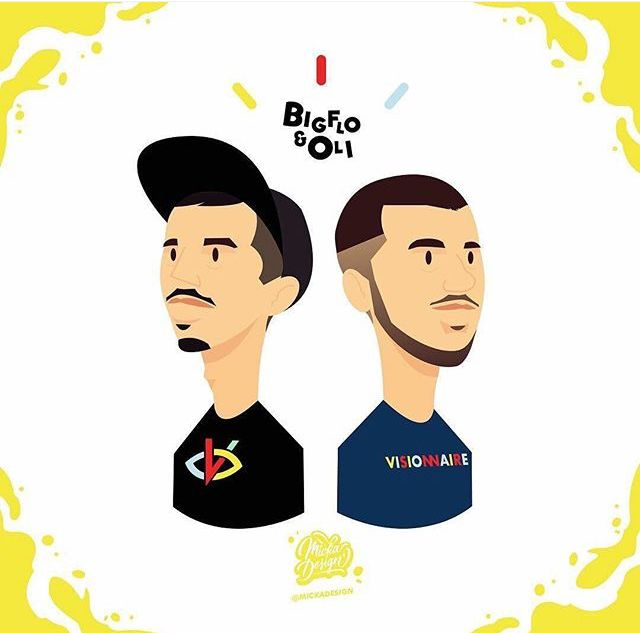 BIGFLO
& OLI
VISIONNAIRE
Micka
Design
@MICKADESIGN